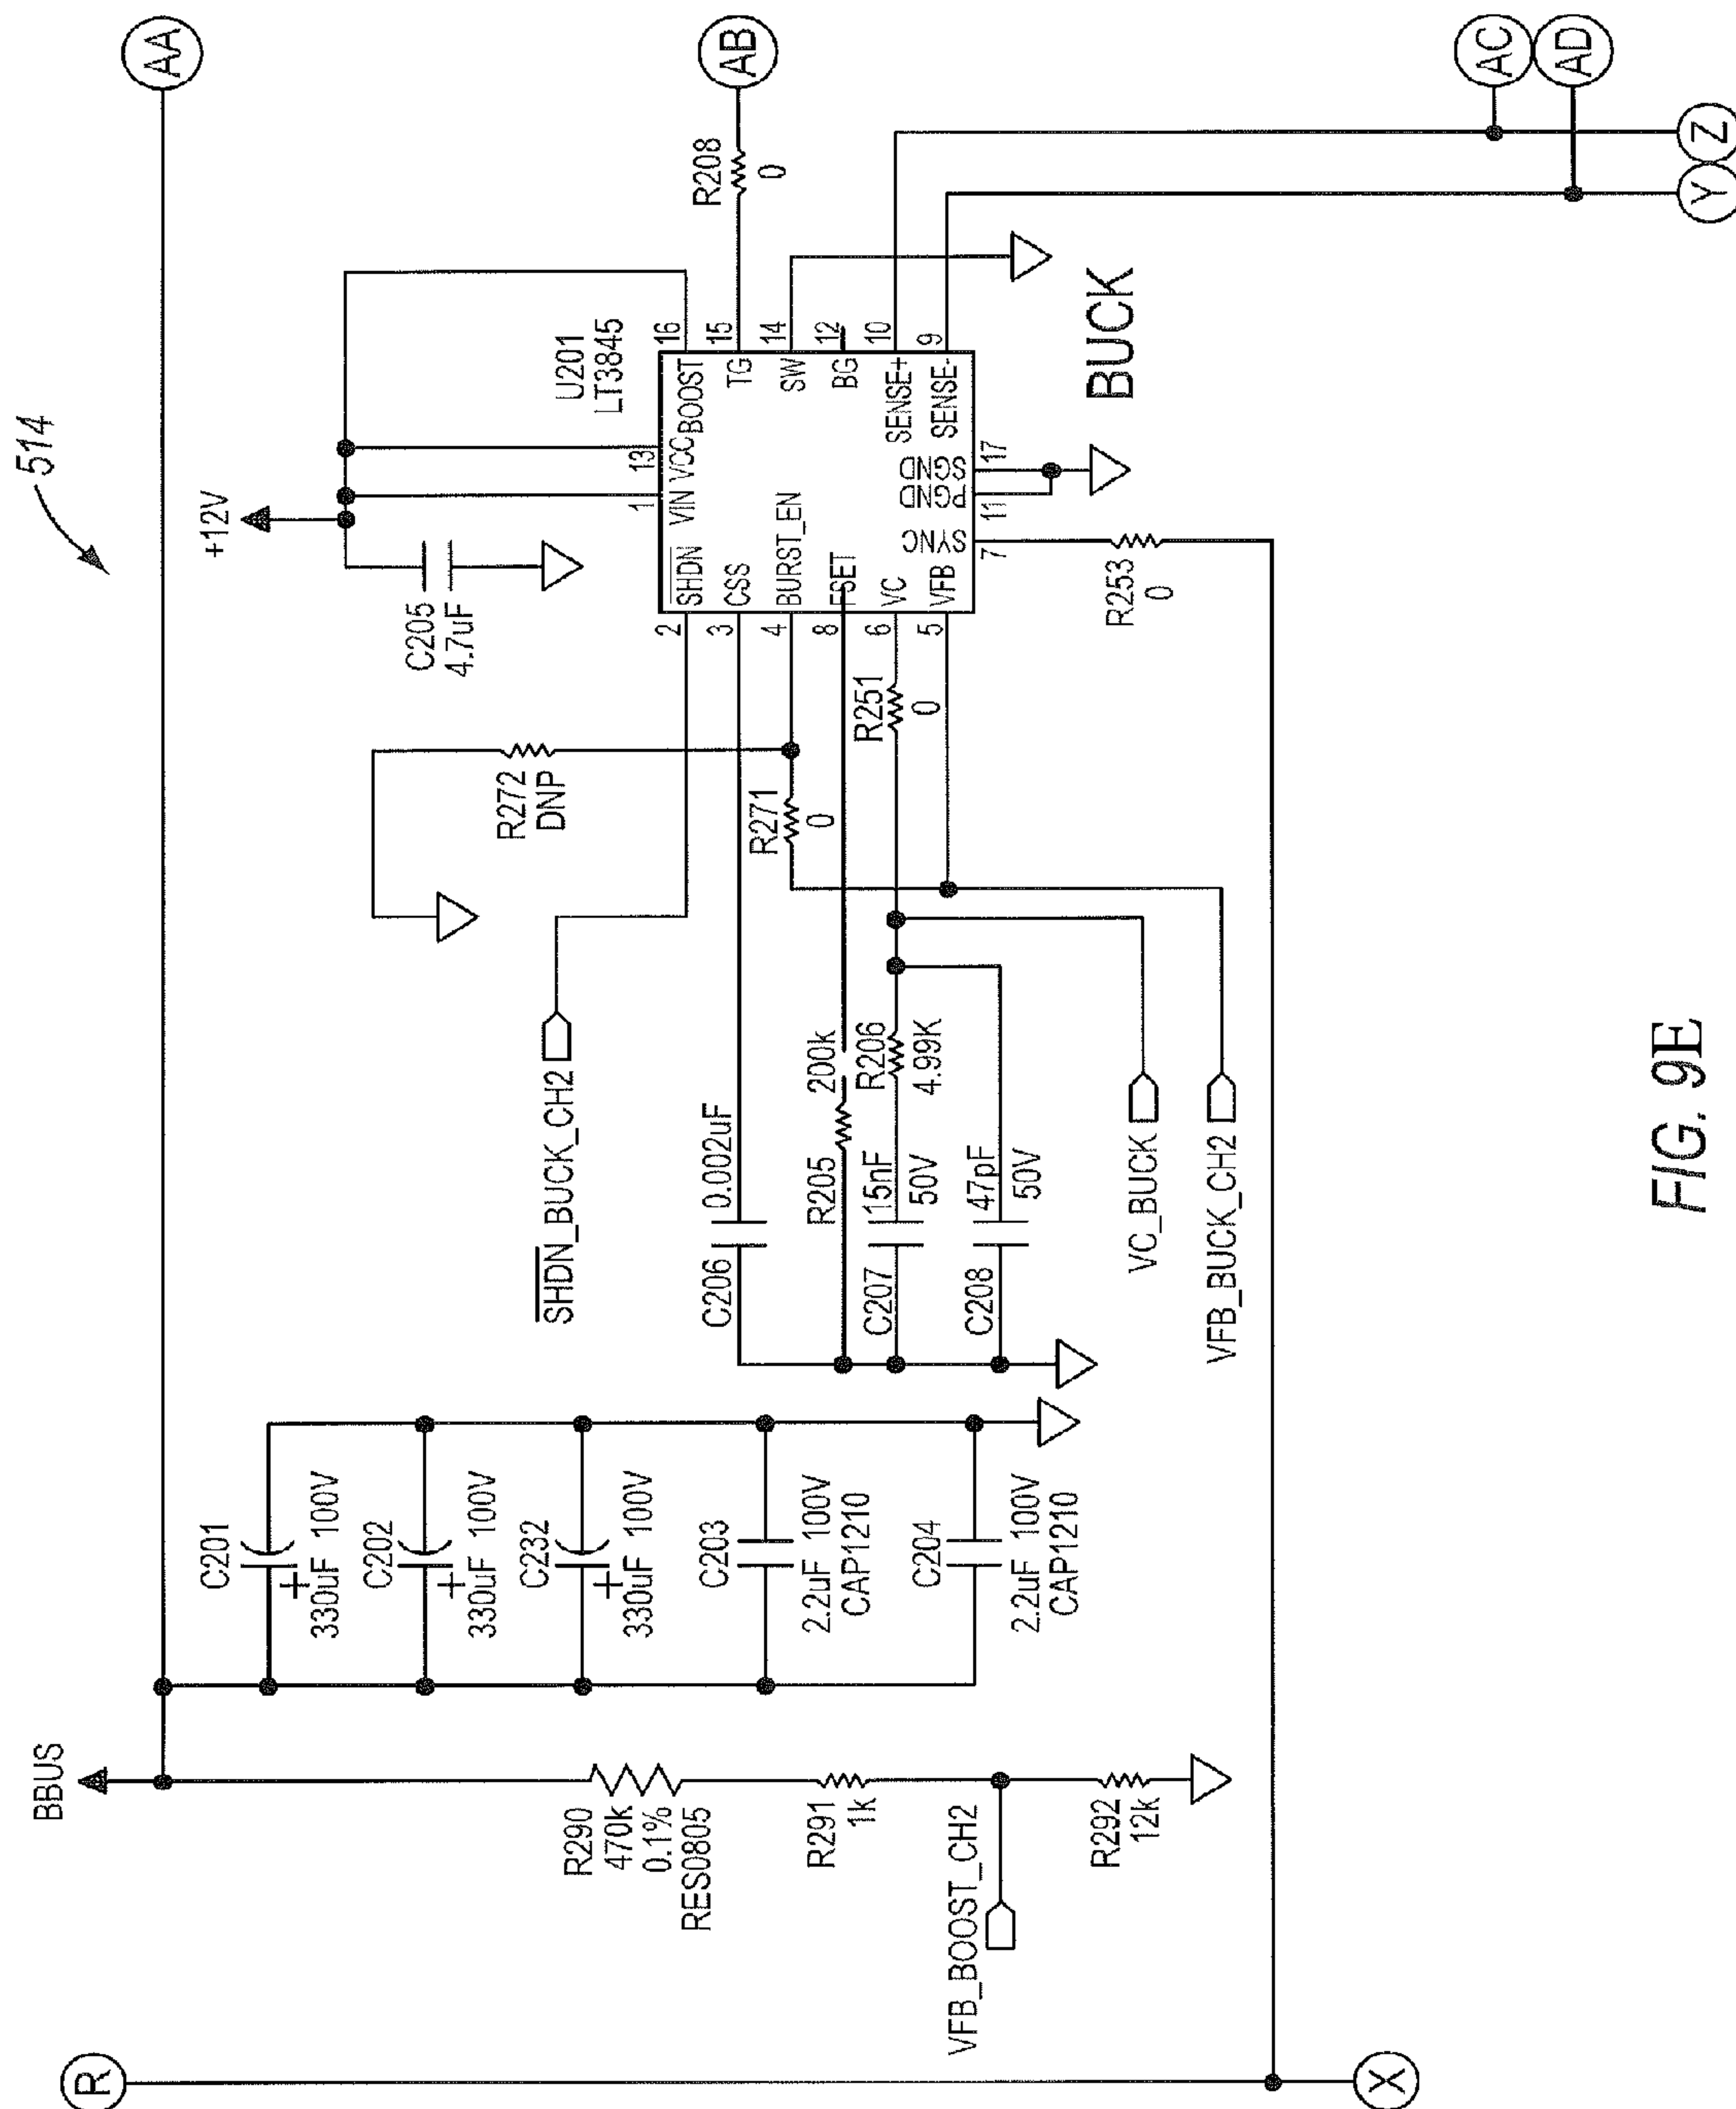 514
AA
R
BBUS
+12V
C205
4.7uF
U201
LT3845
AB
R208
0
R272
DNP
SHDN_BUCK_CH2
C201
330uF 100V
C202
330uF 100V
C232
330uF 100V
C203
2.2uF 100V
CAP1210
C204
2.2uF 100V
CAP1210
R290
470k
0.1%
RES0805
R291
1k
VFB_BOOST_CH2
R292
12k
C206
0.002uF
R205
200k
C207
15nF
50V
R206
4.99K
C208
47pF
50V
R271
0
R251
0
VC_BUCK
VFB_BUCK_CH2
2
3
4
8
6
5
SHDN
CSS
BURST_EN
FSET
VC
VFB
1
13
VIN
VCC
BOOST
TG
SW
BG
SENSE+
SENSE-
16
15
14
12
10
9
SYNC
PGND
SGND
7
11
17
R253
0
BUCK
AC
AD
Y
Z
X
FIG. 9E